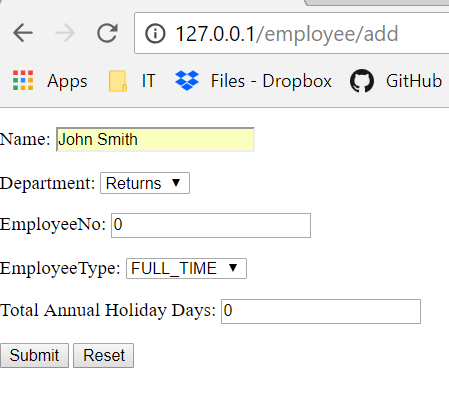 127.0.0.1/employee/add
Apps IT Files - Dropbox GitHub
Name: John Smith
Department: Returns
EmployeeNo: 0
EmployeeType: FULL_TIME
Total Annual Holiday Days: 0
Submit Reset